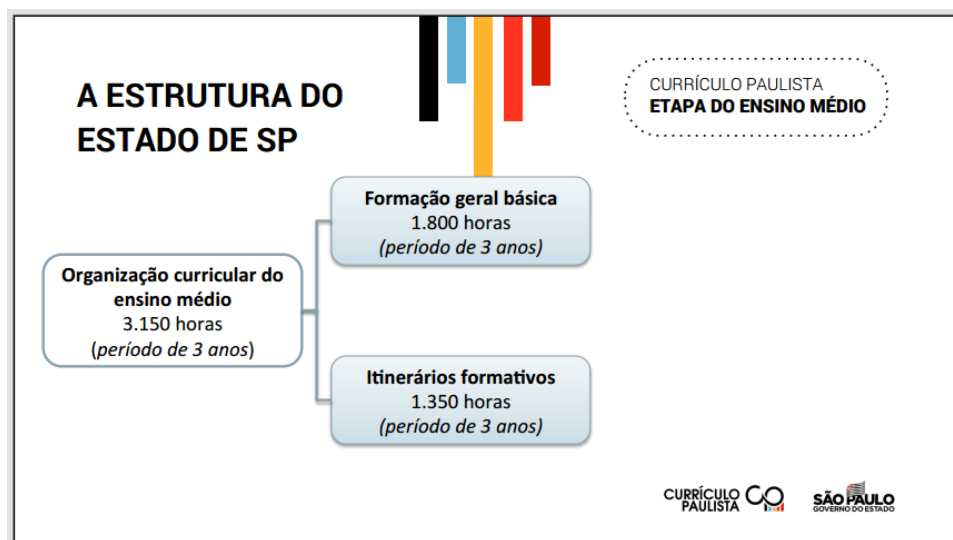 A ESTRUTURA DO
ESTADO DE SP
CURRÍCULO PAULISTA
ETAPA DO ENSINO MÉDIO
Organização curricular do
ensino médio
3.150 horas
(período de 3 anos)
Formação geral básica
1.800 horas
(período de 3 anos)
Itinerários formativos
1.350 horas
(período de 3 anos)
CURRÍCULO
PAULISTA
SÃO PAULO
GOVERNO DO ESTADO